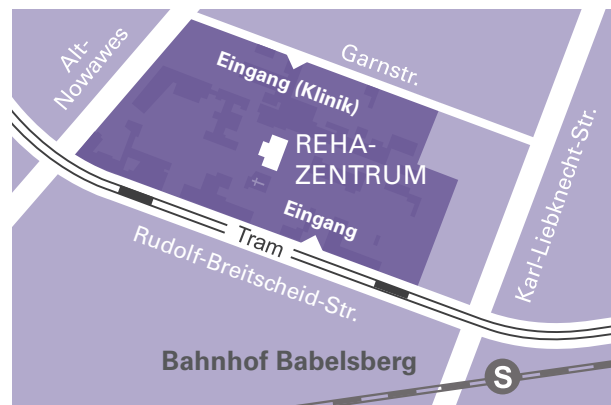 Alt-
Nowawes
Garnstr.
Eingang (Klinik)
REHA-
ZENTRUM
Eingang
Tram
Rudolf-Breitscheid-Str.
Karl-Liebknecht-Str.
Bahnhof Babelsberg
S